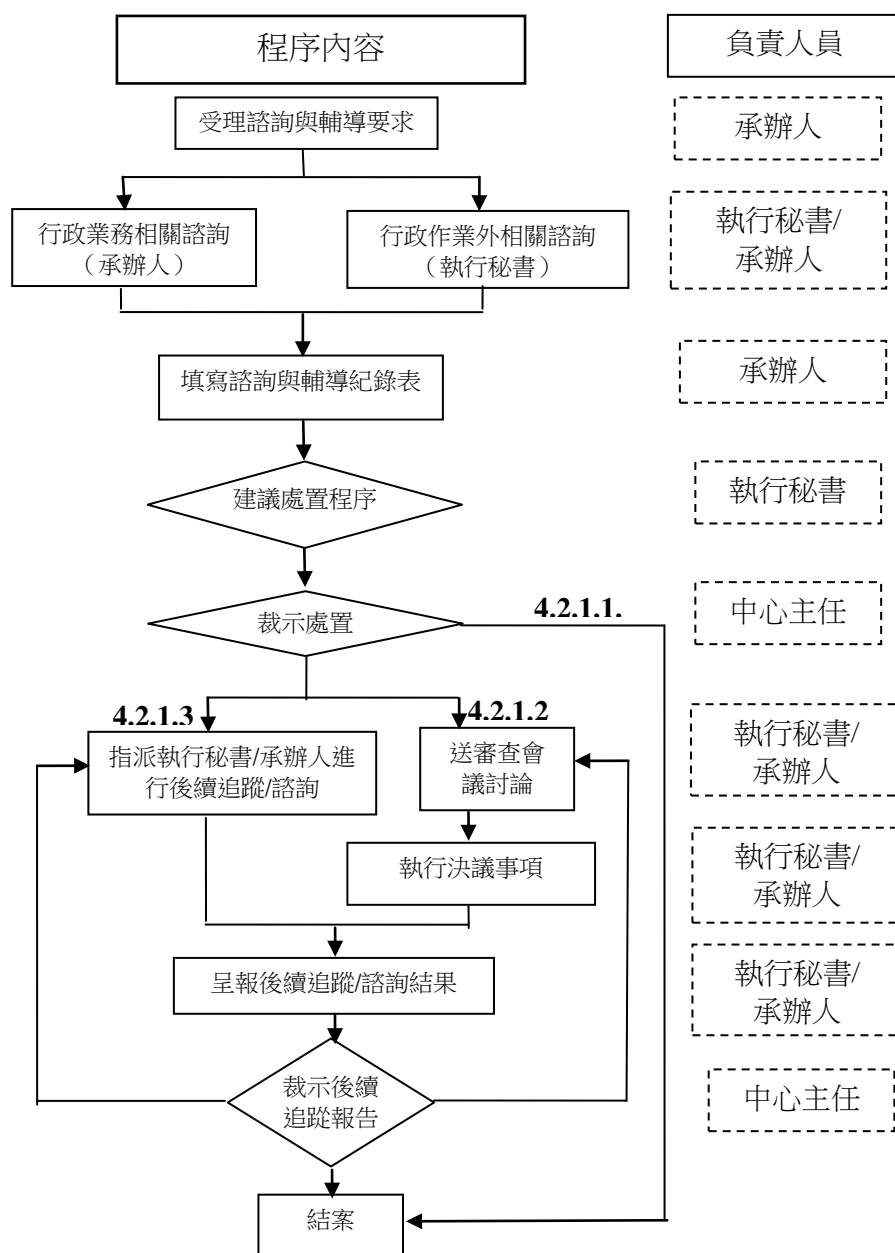 程序內容
負責人員
受理諮詢與輔導要求
承辦人
行政業務相關諮詢
（承辦人）
行政作業外相關諮詢
（執行秘書）
執行秘書/
承辦人
填寫諮詢與輔導紀錄表
承辦人
建議處置程序
執行秘書
裁示處置
4.2.1.1.
中心主任
4.2.1.3
4.2.1.2
指派執行秘書/承辦人進
行後續追蹤/諮詢
送審查會
議討論
執行秘書/
承辦人
執行決議事項
執行秘書/
承辦人
呈報後續追蹤/諮詢結果
執行秘書/
承辦人
裁示後續
追蹤報告
中心主任
結案